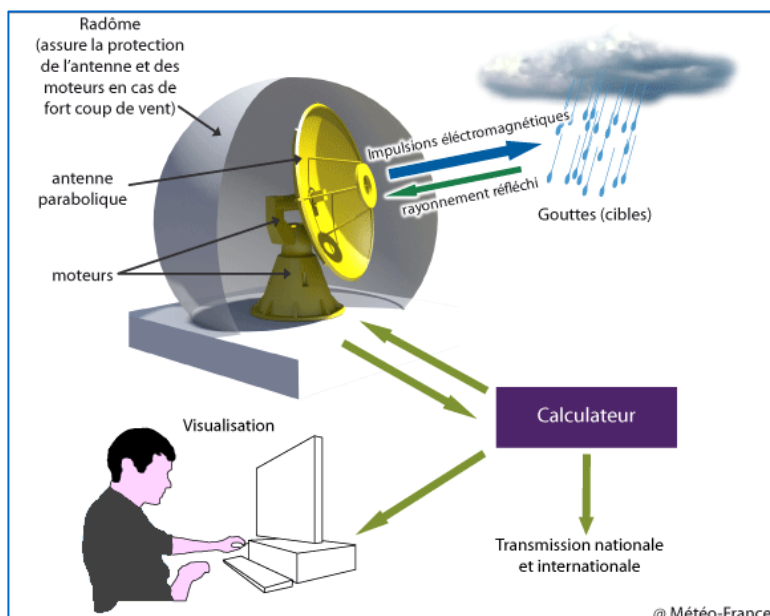 Radôme
(assure la protection
de l'antenne et des
moteurs en cas de
fort coup de vent)
antenne
parabolique
moteurs
Impulsions éléctromagnétiques
rayonnement réfléchi
Gouttes (cibles)
Calculateur
Visualisation
Transmission nationale
et internationale
@ Météo-France